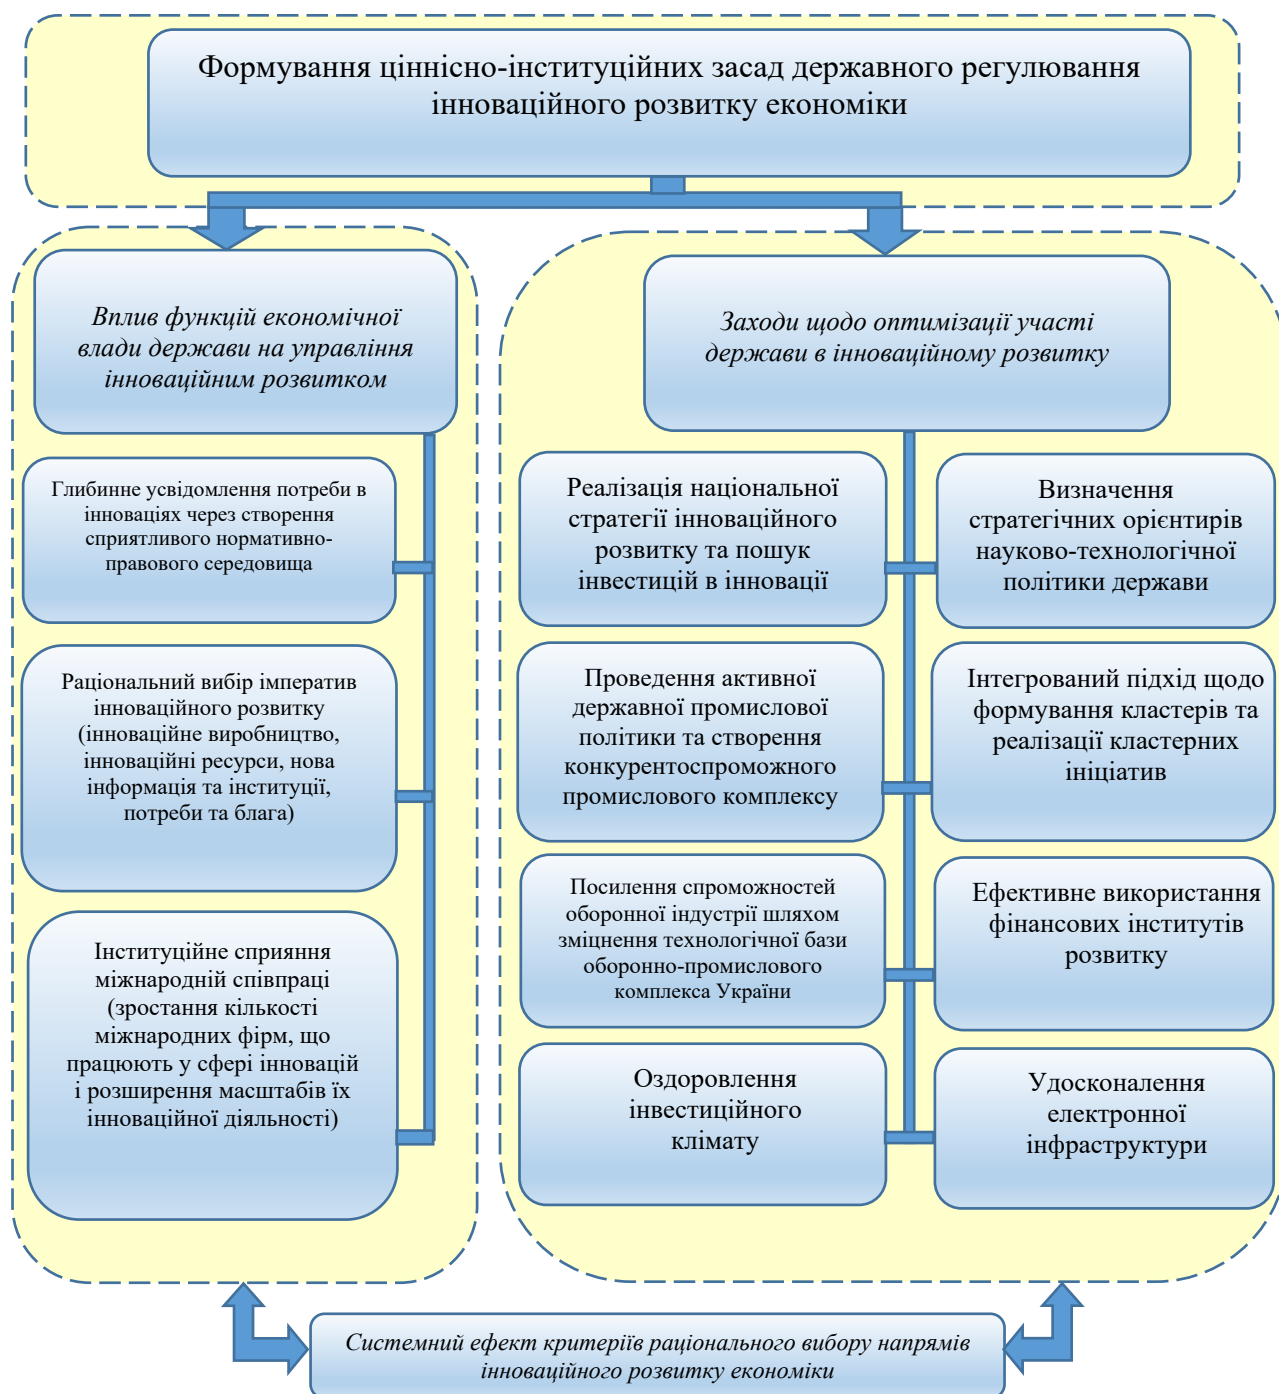 Формування ціннісно-інституційних засад державного регулювання
інноваційного розвитку економіки
Вплив функцій економічної
влади держави на управління
інноваційним розвитком
Глибинне усвідомлення потреби в
інноваціях через створення
сприятливого нормативно-
правового середовища
Раціональний вибір імператив
інноваційного розвитку
(інноваційне виробництво,
інноваційні ресурси, нова
інформація та інституції,
потреби та блага)
Інституційне сприяння
міжнародній співпраці
(зростання кількості
міжнародних фірм, що
працюють у сфері інновацій
і розширення масштабів їх
інноваційної діяльності)
Заходи щодо оптимізації участі
держави в інноваційному розвитку
Реалізація національної
стратегії інноваційного
розвитку та пошук
інвестицій в інновації
Визначення
стратегічних орієнтирів
науково-технологічної
політики держави
Проведення активної
державної промислової
політики та створення
конкурентоспроможного
промислового комплексу
Інтегрований підхід щодо
формування кластерів та
реалізації кластерних
ініціатив
Посилення спроможностей
оборонної індустрії шляхом
зміцнення технологічної бази
оборонно-промислового
комплекса України
Ефективне використання
фінансових інститутів
розвитку
Оздоровлення
інвестиційного
клімату
Удосконалення
електронної
інфраструктури
Системний ефект критеріїв раціонального вибору напрямів
інноваційного розвитку економіки